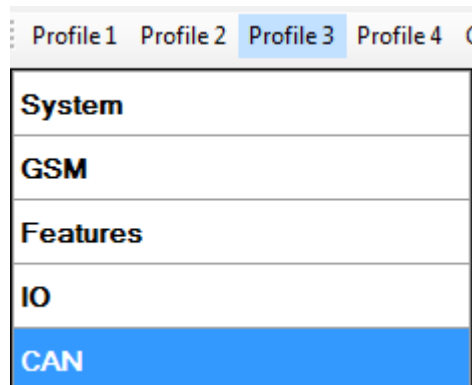 Profile 1 Profile 2 Profile 3 Profile 4
System
GSM
Features
IO
CAN